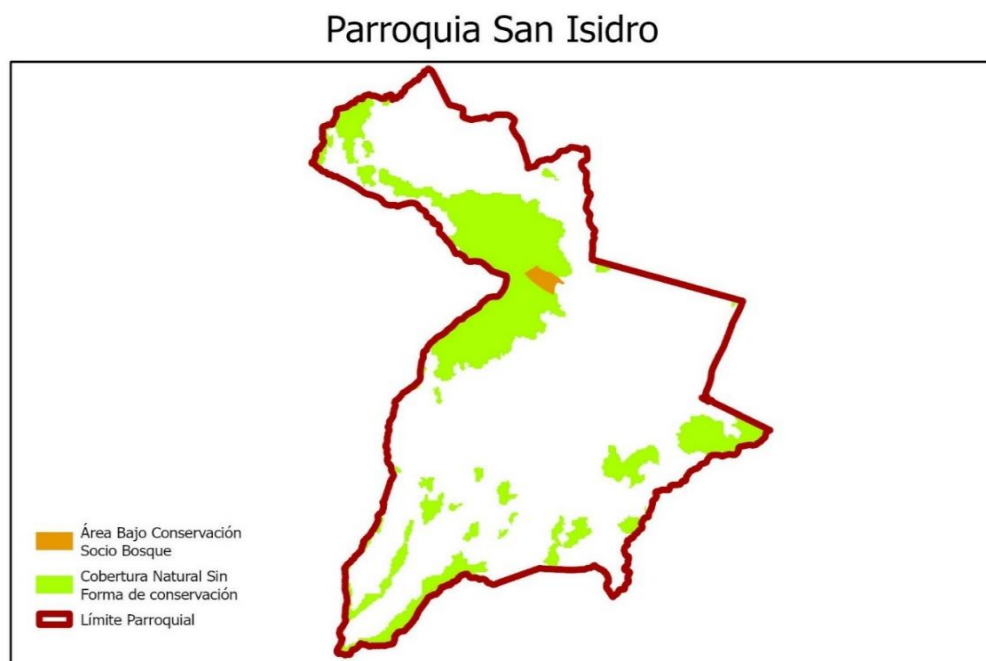 Parroquia San Isidro
Área Bajo Conservación
Socio Bosque
Cobertura Natural Sin
Forma de conservación
Límite Parroquial